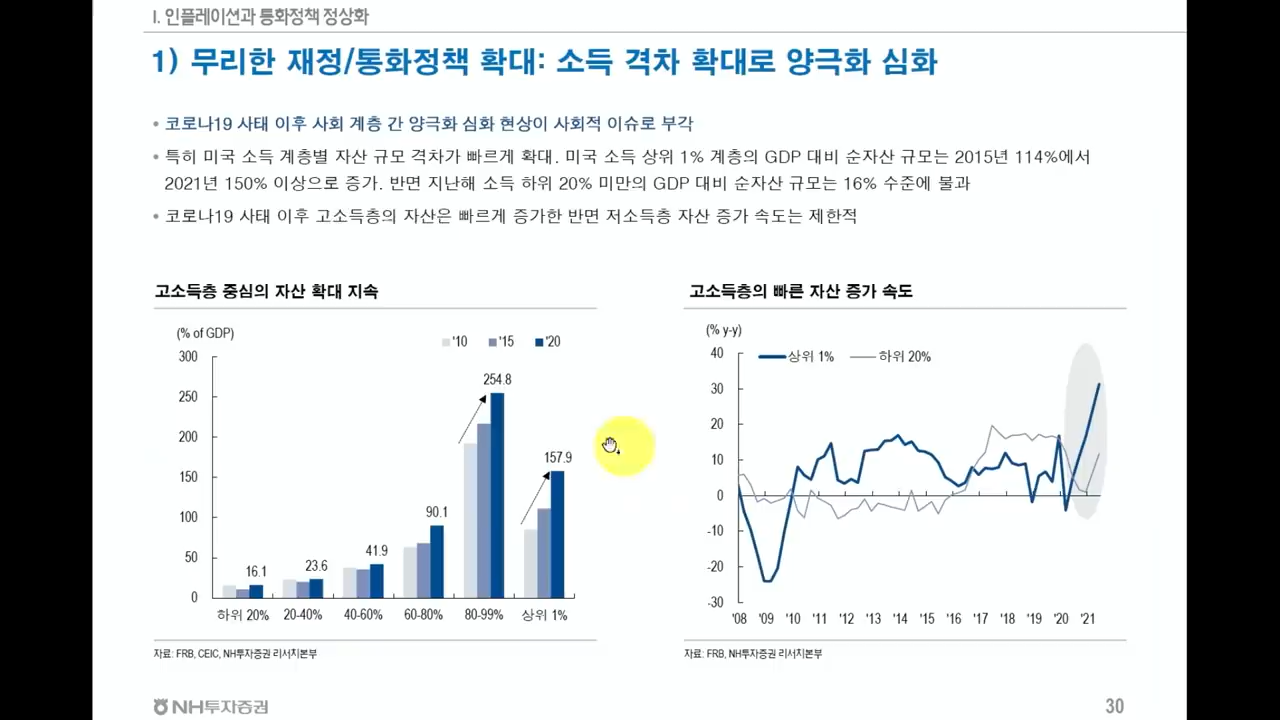 I. 인플레이션과 통화정책 정상화
1) 무리한 재정/통화정책 확대: 소득 격차 확대로 양극화 심화
• 코로나19 사태 이후 사회 계층 간 양극화 심화 현상이 사회적 이슈로 부각
• 특히 미국 소득 계층별 자산 규모 격차가 빠르게 확대. 미국 소득 상위 1% 계층의 GDP 대비 순자산 규모는 2015년 114%에서
2021년 150% 이상으로 증가. 반면 지난해 소득 하위 20% 미만의 GDP 대비 순자산 규모는 16% 수준에 불과
• 코로나19 사태 이후 고소득층의 자산은 빠르게 증가한 반면 저소득층 자산 증가 속도는 제한적
고소득층 중심의 자산 확대 지속
(% of GDP)
'10 '15 '20
300
250
200
150
100
50
0
16.1
23.6
41.9
90.1
254.8
157.9
하위 20% 20-40% 40-60% 60-80% 80-99% 상위 1%
자료: FRB, CEIC, NH투자증권 리서치본부
고소득층의 빠른 자산 증가 속도
(% y-y)
상위 1% 하위 20%
40
30
20
10
0
-10
-20
-30
'08 '09 '10 '11 '12 '13 '14 '15 '16 '17 '18 '19 '20 '21
자료: FRB, NH투자증권 리서치본부
NH투자증권
30